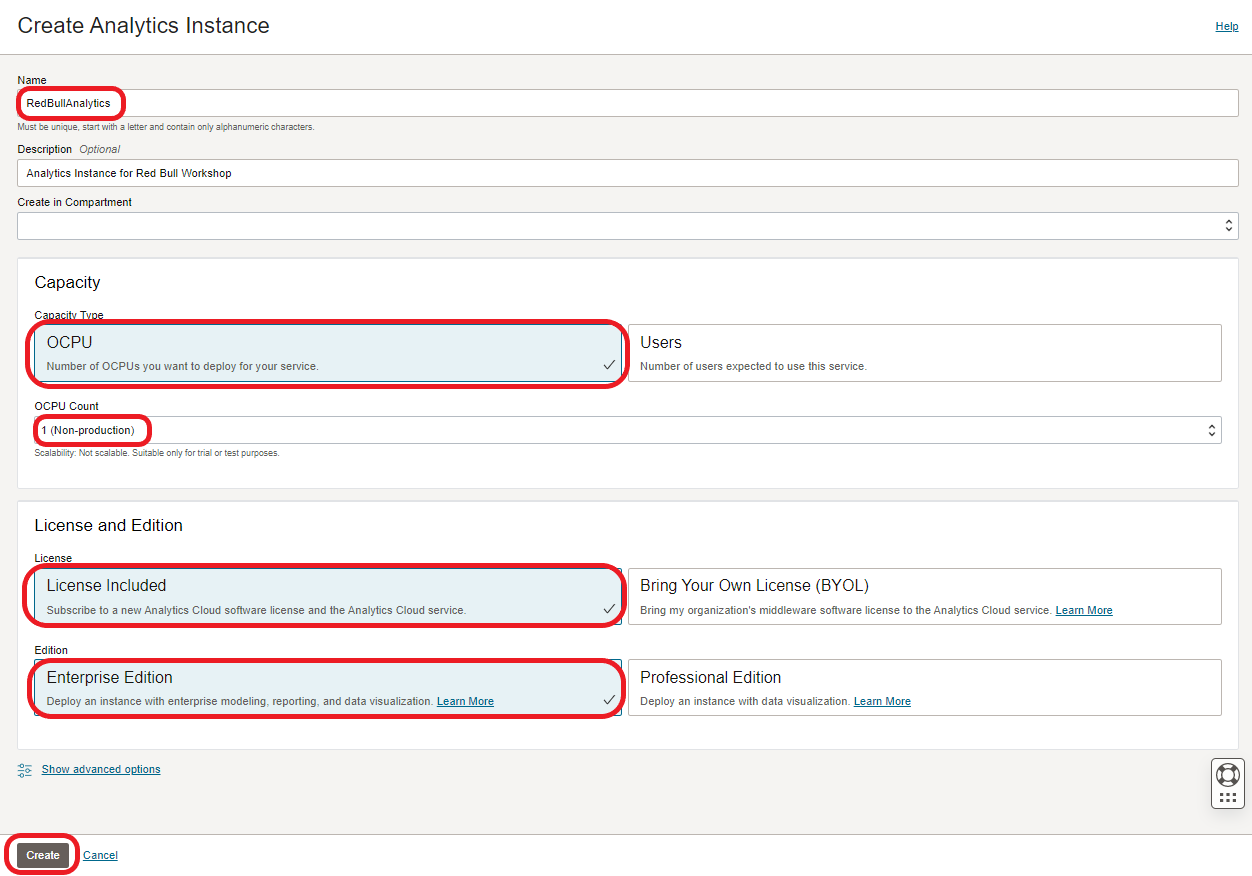 Create Analytics Instance
Help
Name
RedBullAnalytics
Must be unique, start with a letter and contain only alphanumeric characters.
Description Optional
Analytics Instance for Red Bull Workshop
Create in Compartment
Capacity
Capacity Type
OCPU
Number of OCPUs you want to deploy for your service.
Users
Number of users expected to use this service.
OCPU Count
1 (Non-production)
Scalability: Not scalable. Suitable only for trial or test purposes.
License and Edition
License
License Included
Subscribe to a new Analytics Cloud software license and the Analytics Cloud service.
Bring Your Own License (BYOL)
Bring my organization's middleware software license to the Analytics Cloud service. Learn More
Edition
Enterprise Edition
Deploy an instance with enterprise modeling, reporting, and data visualization. Learn More
Professional Edition
Deploy an instance with data visualization. Learn More
Show advanced options
Create
Cancel